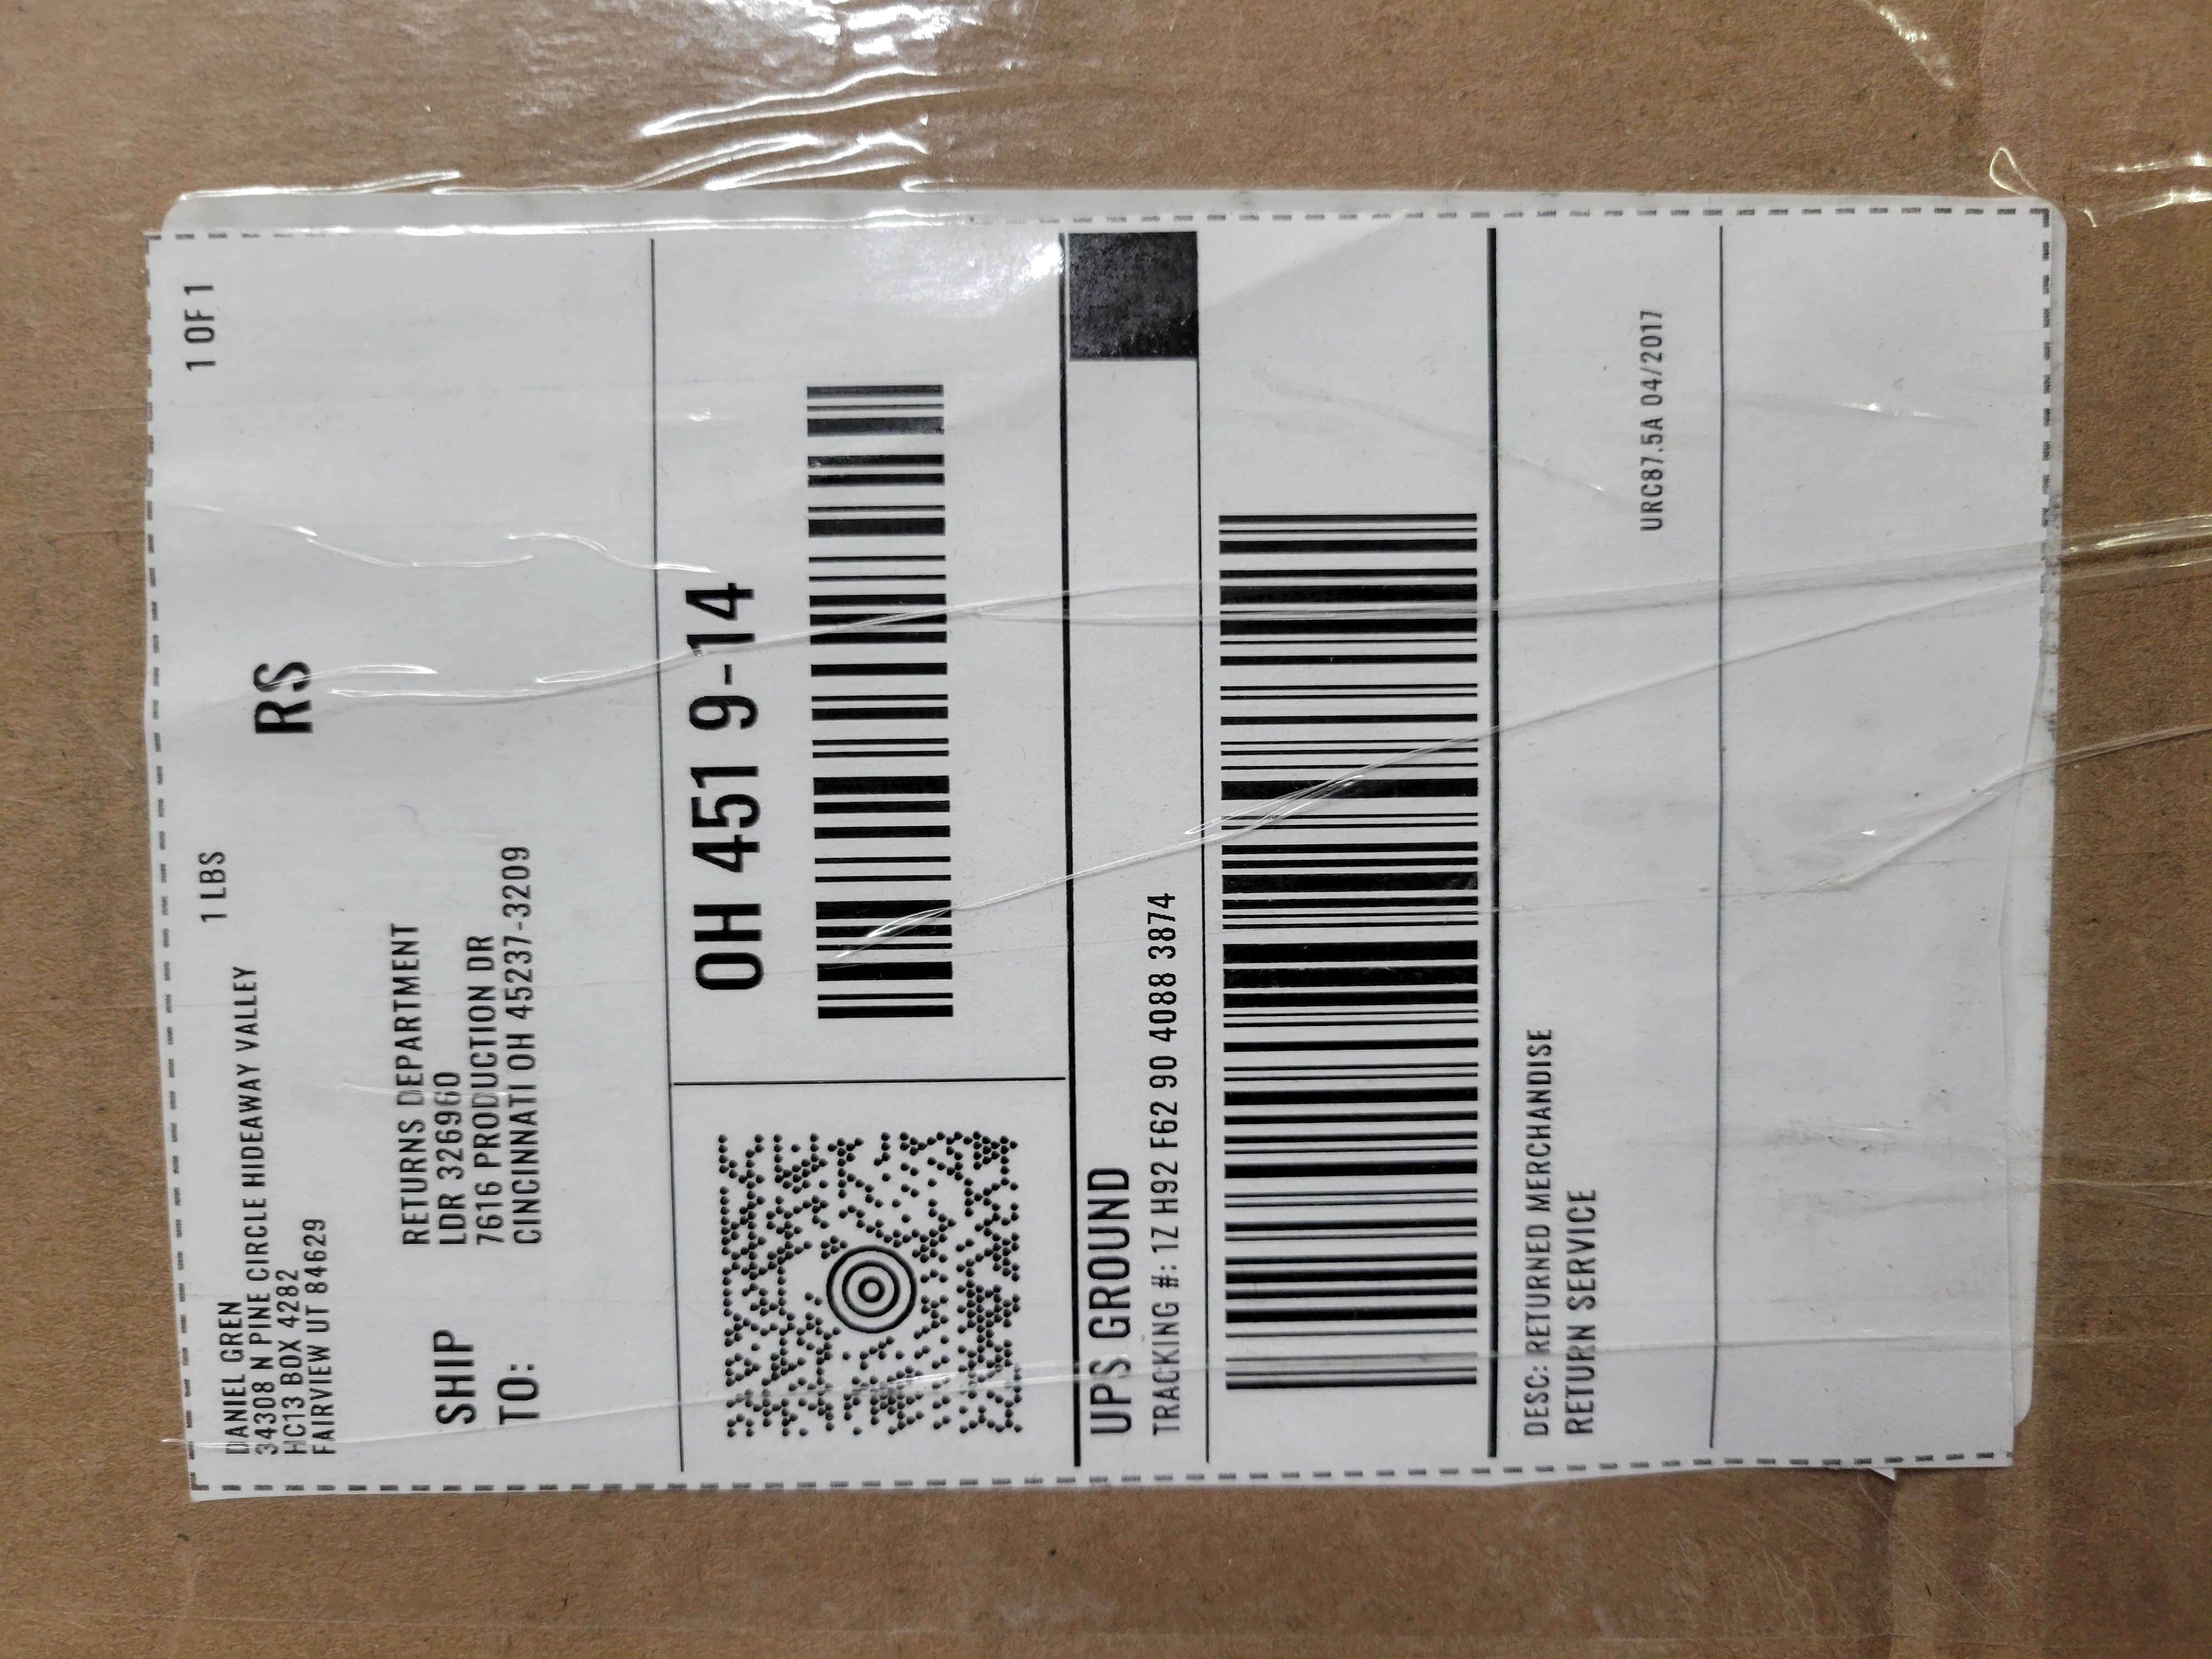 DANIEL GREN
34308 N PINE CIRCLE HIDEAWAY VALLEY
HC13 BOX 4282
FAIRVIEW UT 84629
1 LBS
1 OF 1
RS
SHIP
TO:
RETURNS DEPARTMENT
LDR 326960
7616 PRODUCTION DR
CINCINNATI OH 45237-3209
OH 451 9-14
UPS GROUND
TRACKING #: 1Z H92 F62 90 4088 3874
DESC: RETURNED MERCHANDISE
RETURN SERVICE
URC87.5A 04/2017